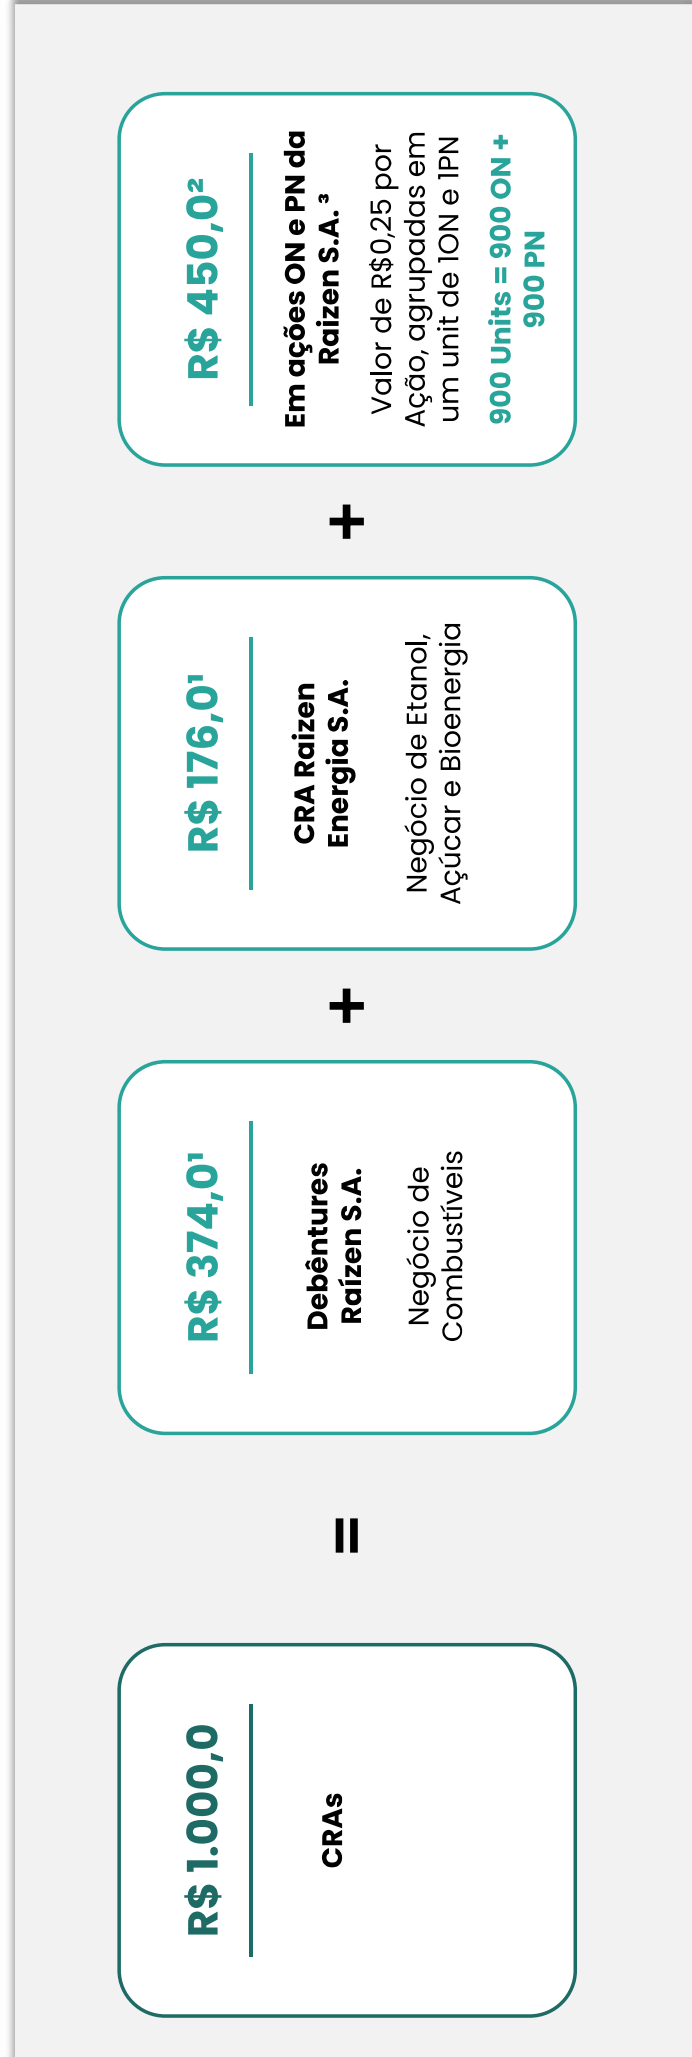 R$ 1.000,0
CRAs
=
R$ 374,0¹
Debêntures
Raízen S.A.
Negócio de
Combustíveis
+
R$ 176,0¹
CRA Raizen
Energia S.A.
Negócio de Etanol,
Açúcar e Bioenergia
+
R$ 450,0²
Em ações ON e PN da
Raizen S.A. ³
Valor de R$0,25 por
Ação, agrupadas em
um unit de 1ON e 1PN
900 Units = 900 ON +
900 PN